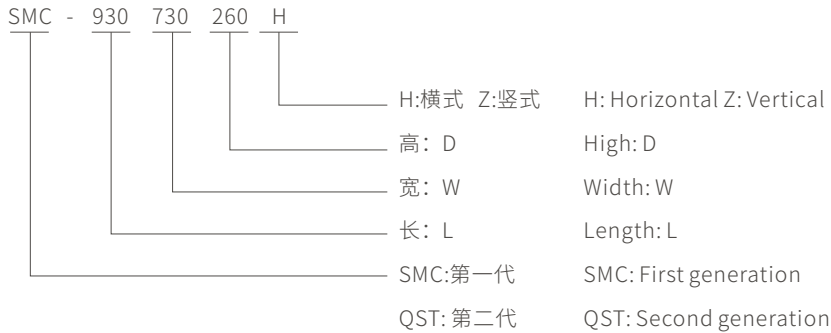 SMC - 930 730 260 H
H:横式 Z:竖式 H: Horizontal Z: Vertical
高：D High: D
宽：W Width: W
长：L Length: L
SMC:第一代 SMC: First generation
QST: 第二代 QST: Second generation